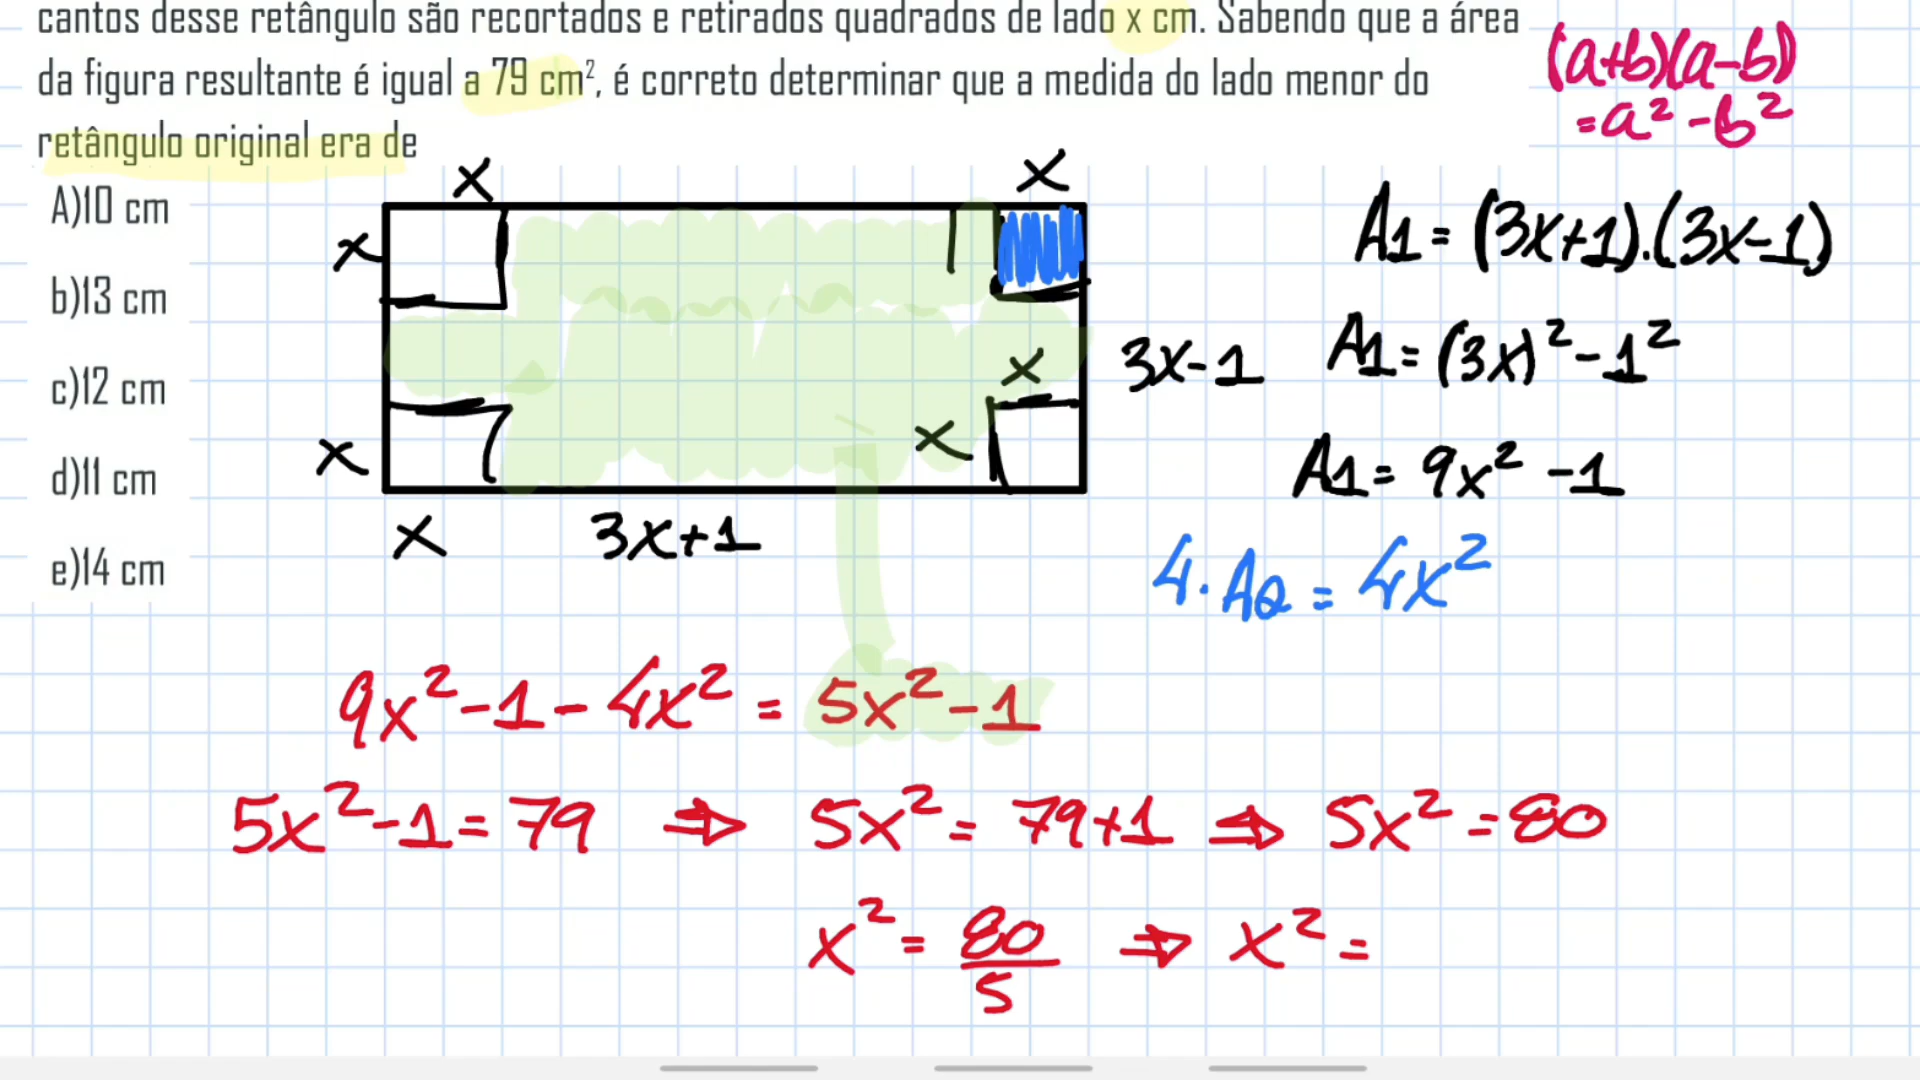 cantos desse retângulo são recortados e retirados quadrados de lado x cm. Sabendo que a área
da figura resultante é igual a 79 cm², é correto determinar que a medida do lado menor do
retângulo original era de
(a+b)(a-b)
=a²-b²
A)10 cm
b)13 cm
c)12 cm
d)11 cm
e)14 cm
x
x
x
x
x
x
x
3x+1
3x-1
A1=(3x+1).(3x-1)
A1=(3x)²-1²
A1=9x²-1
4.AQ=4x²
9x²-1-4x²=5x²-1
5x²-1=79 ⇒ 5x²=79+1 ⇒ 5x²=80
x²=80/5 ⇒ x²=